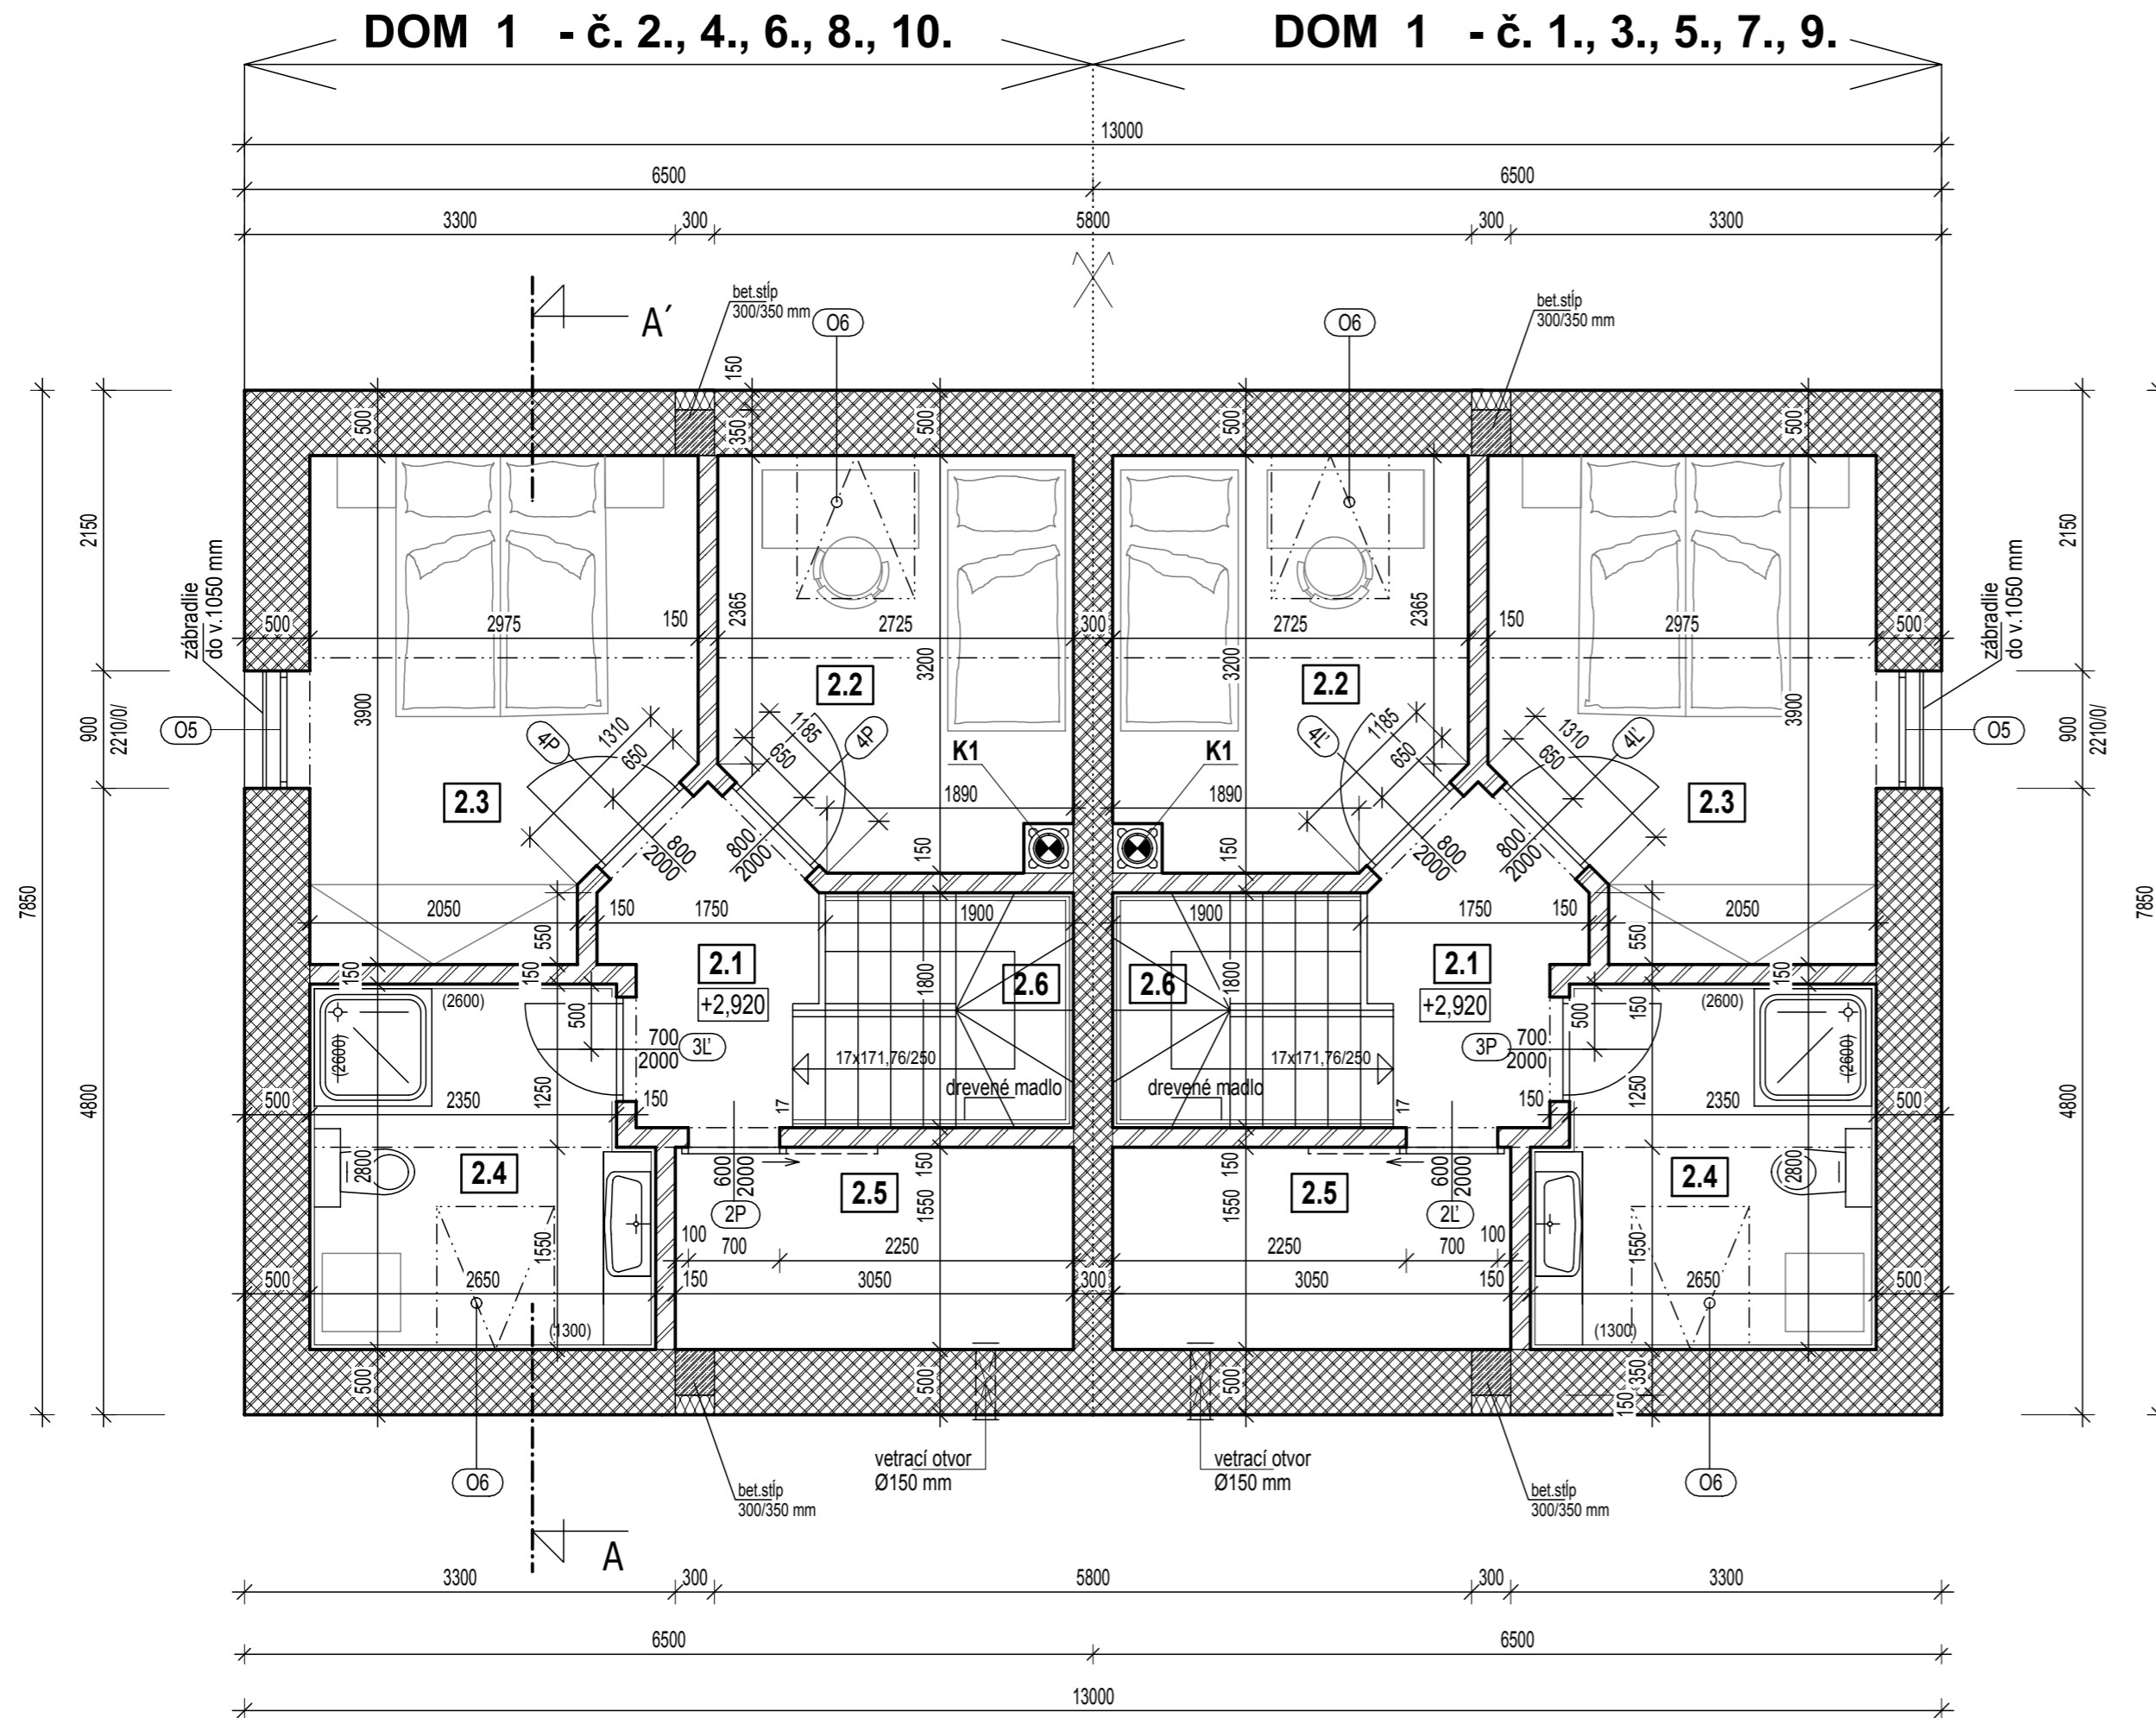 DOM 1 - č. 2., 4., 6., 8., 10.
DOM 1 - č. 1., 3., 5., 7., 9.
13000
6500 6500
3300 300 5800 300 3300
A´
bet.stĺp
300/350 mm
O6
O6
bet.stĺp
300/350 mm
150
500 350 500 500 500
2150
2150
zábradlie
do v.1050 mm
zábradlie
do v.1050 mm
2365 2365
500 2975 150 2725 300 2725 150 2975 500
3200 3200
2.2 2.2
3900 3900
900
2210/0/
900
2210/0/
O5
O5
4P 1310 650 1185 650 4P
4Ľ 1185 650 1310 650 4Ľ
K1 K1
2.3 2.3
1890 1890
800
2000
800
2000
800
2000
800
2000
150 150
7850
7850
2050 150 1750 1900 1900 1750 150 2050
550 550
2.1 2.1
150 150 150 150
1800 1800
2.6 2.6
+2,920 +2,920
(2600) (2600)
(2600) (2600)
500 500
700
2000
3Ľ
3P
700
2000
17x171,76/250 17x171,76/250
drevené madlo drevené madlo
1250 1250
4800
4800
500 2350 150 17 17 150 2350 500
2800 2800
2.4 2.4
2.5 2.5
600
2000
600
2000
150 150
1550 1550
2P 2Ľ
100 700 2250 2250 700 100
1550 1550
500 2650 150 3050 300 3050 150 2650 500
(1300) (1300)
500 500 500 350
150
vetrací otvor
Ø150 mm
vetrací otvor
Ø150 mm
O6
O6
bet.stĺp
300/350 mm
bet.stĺp
300/350 mm
A
3300 300 5800 300 3300
6500 6500
13000